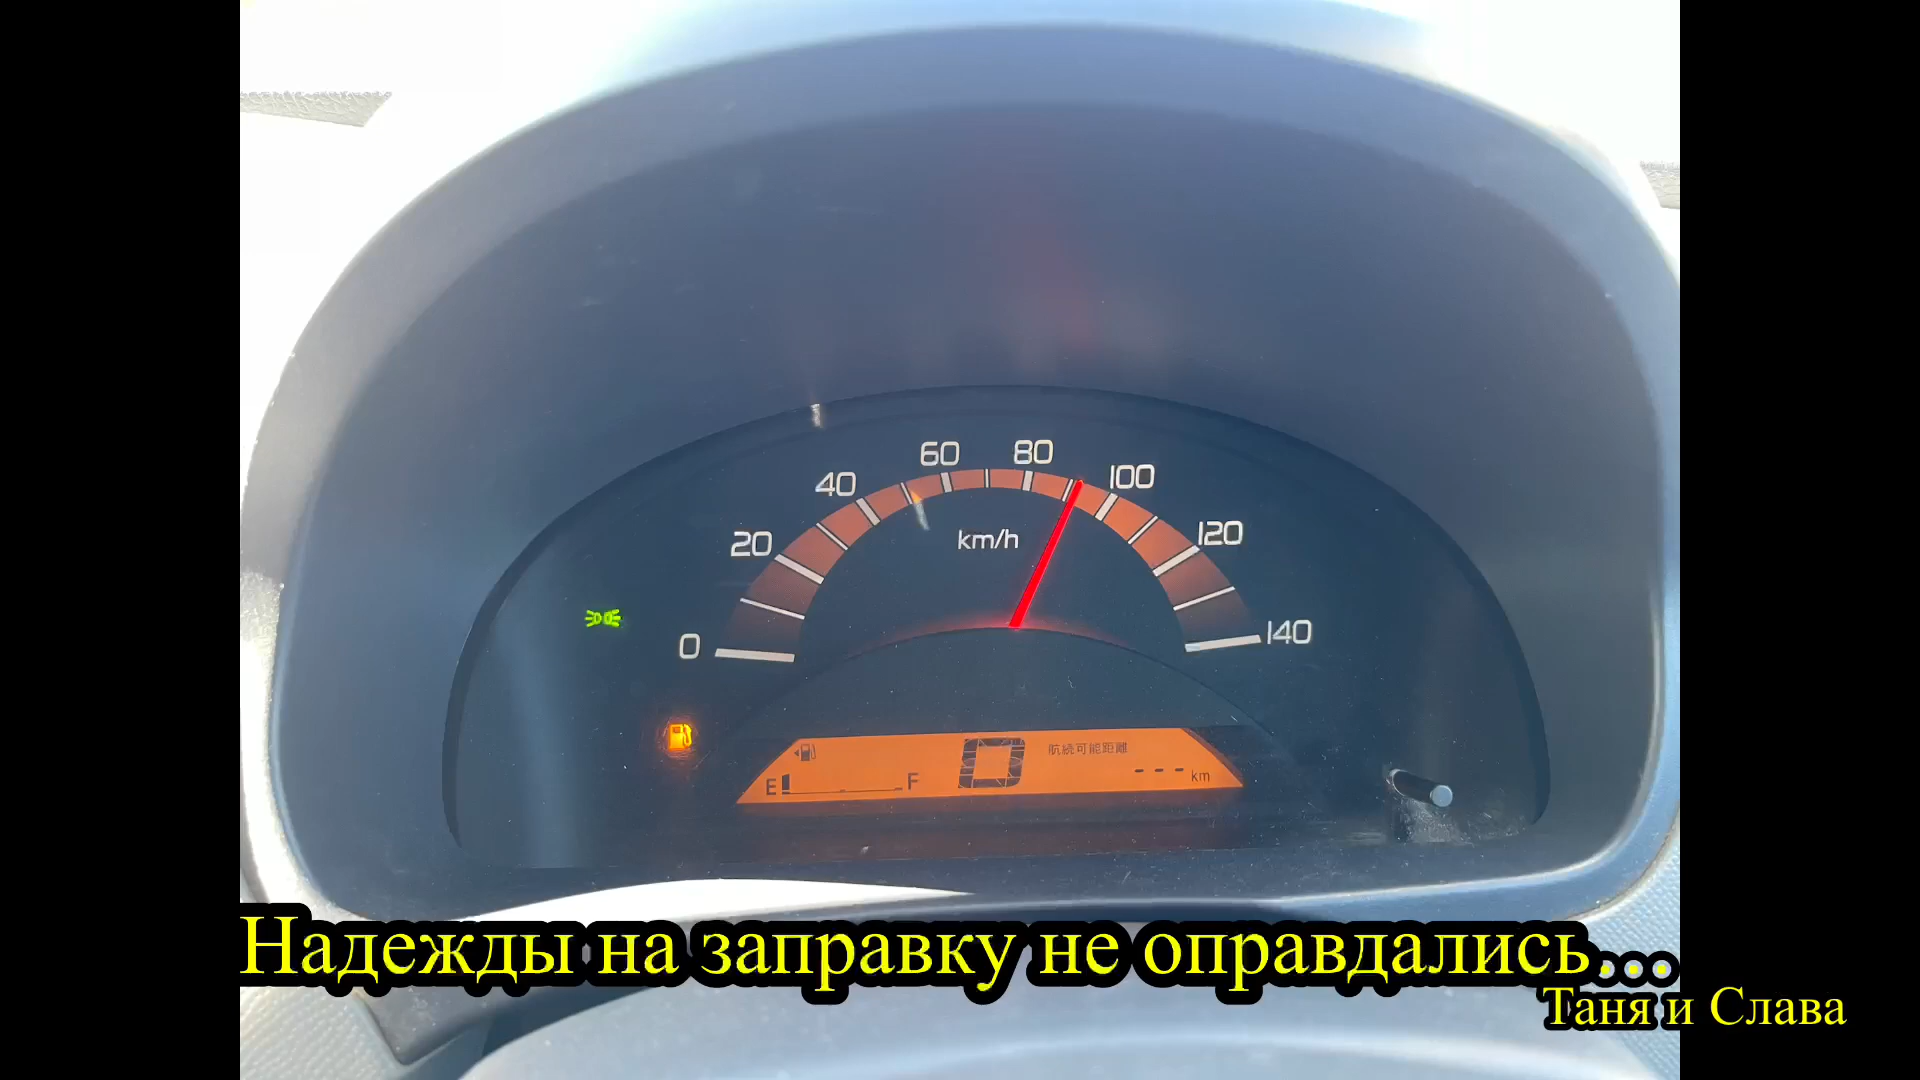 60
80
40
100
20
km/h
120
0
140
航続可能距離
E
F
0
--- km
Надежды на заправку не оправдались...
Таня и Слава